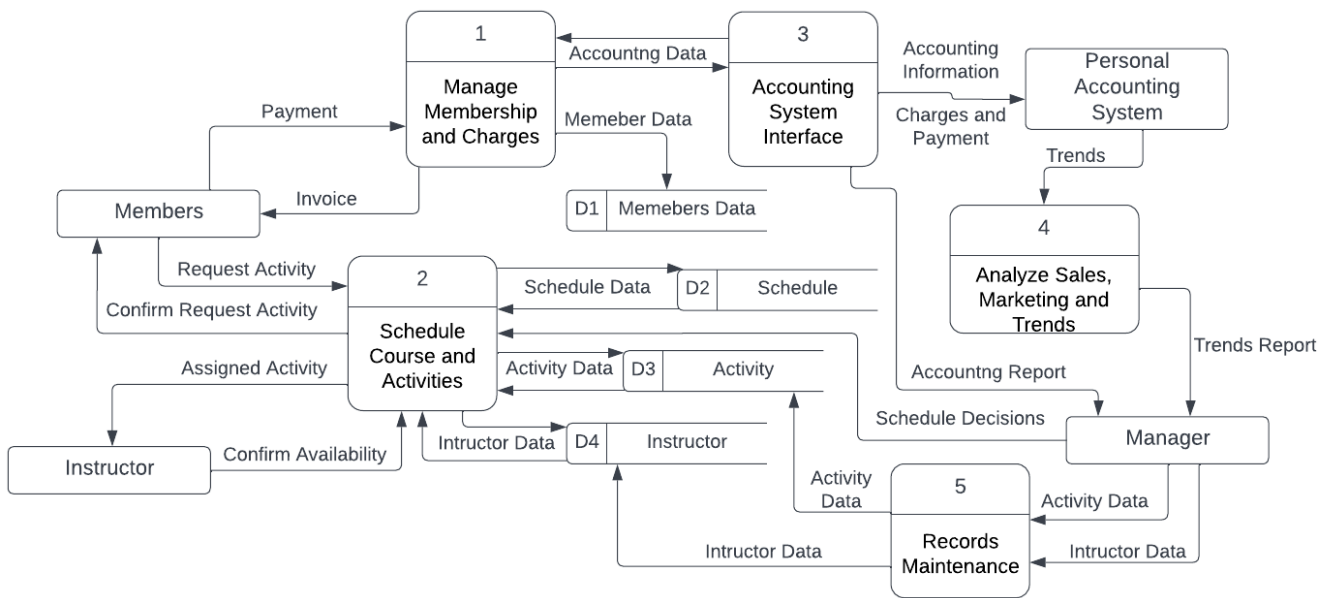 1
Manage
Membership
and Charges
Accountng Data
3
Accounting
System
Interface
Accounting
Information
Charges and
Payment
Personal
Accounting
System
Payment
Memeber Data
Trends
Members
Invoice
D1
Memebers Data
4
Analyze Sales,
Marketing and
Trends
Request Activity
Confirm Request Activity
2
Schedule
Course and
Activities
Schedule Data
D2
Schedule
Trends Report
Assigned Activity
Activity Data
D3
Activity
Accountng Report
Schedule Decisions
Manager
Instructor
Confirm Availability
Intructor Data
D4
Instructor
Activity
Data
5
Records
Maintenance
Activity Data
Intructor Data
Intructor Data